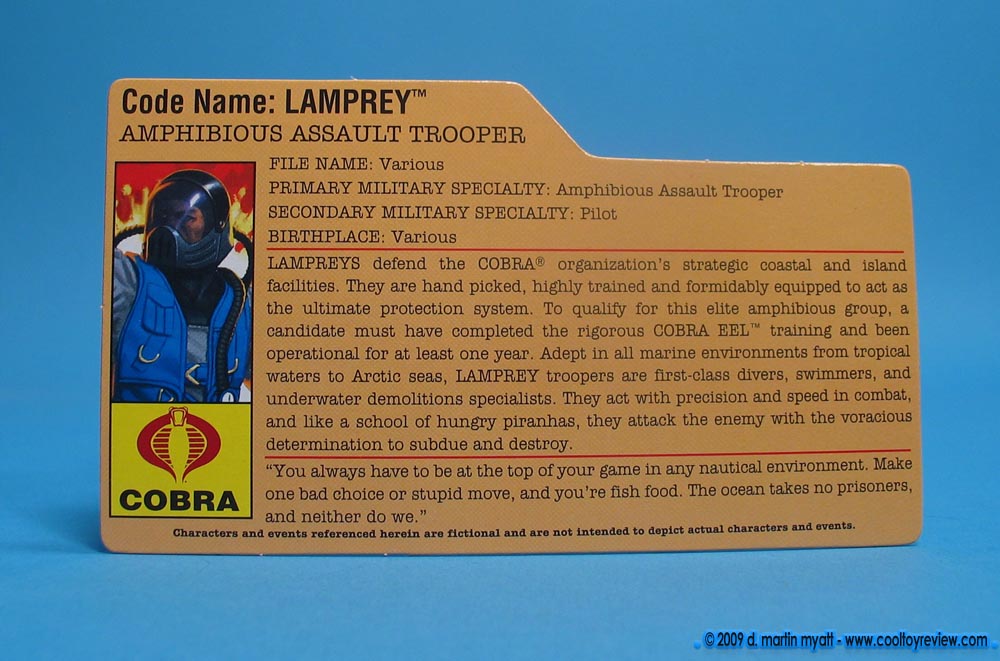 Code Name: LAMPREY™
AMPHIBIOUS ASSAULT TROOPER
FILE NAME: Various
PRIMARY MILITARY SPECIALTY: Amphibious Assault Trooper
SECONDARY MILITARY SPECIALTY: Pilot
BIRTHPLACE: Various
LAMPREYS defend the COBRA® organization's strategic coastal and island
facilities. They are hand picked, highly trained and formidably equipped to act as
the ultimate protection system. To qualify for this elite amphibious group, a
candidate must have completed the rigorous COBRA EEL™ training and been
operational for at least one year. Adept in all marine environments from tropical
waters to Arctic seas, LAMPREY troopers are first-class divers, swimmers, and
underwater demolitions specialists. They act with precision and speed in combat,
and like a school of hungry piranhas, they attack the enemy with the voracious
determination to subdue and destroy.
"You always have to be at the top of your game in any nautical environment. Make
one bad choice or stupid move, and you're fish food. The ocean takes no prisoners,
and neither do we."
COBRA
Characters and events referenced herein are fictional and are not intended to depict actual characters and events.
© 2009 d. martin myatt - www.cooltoyreview.com